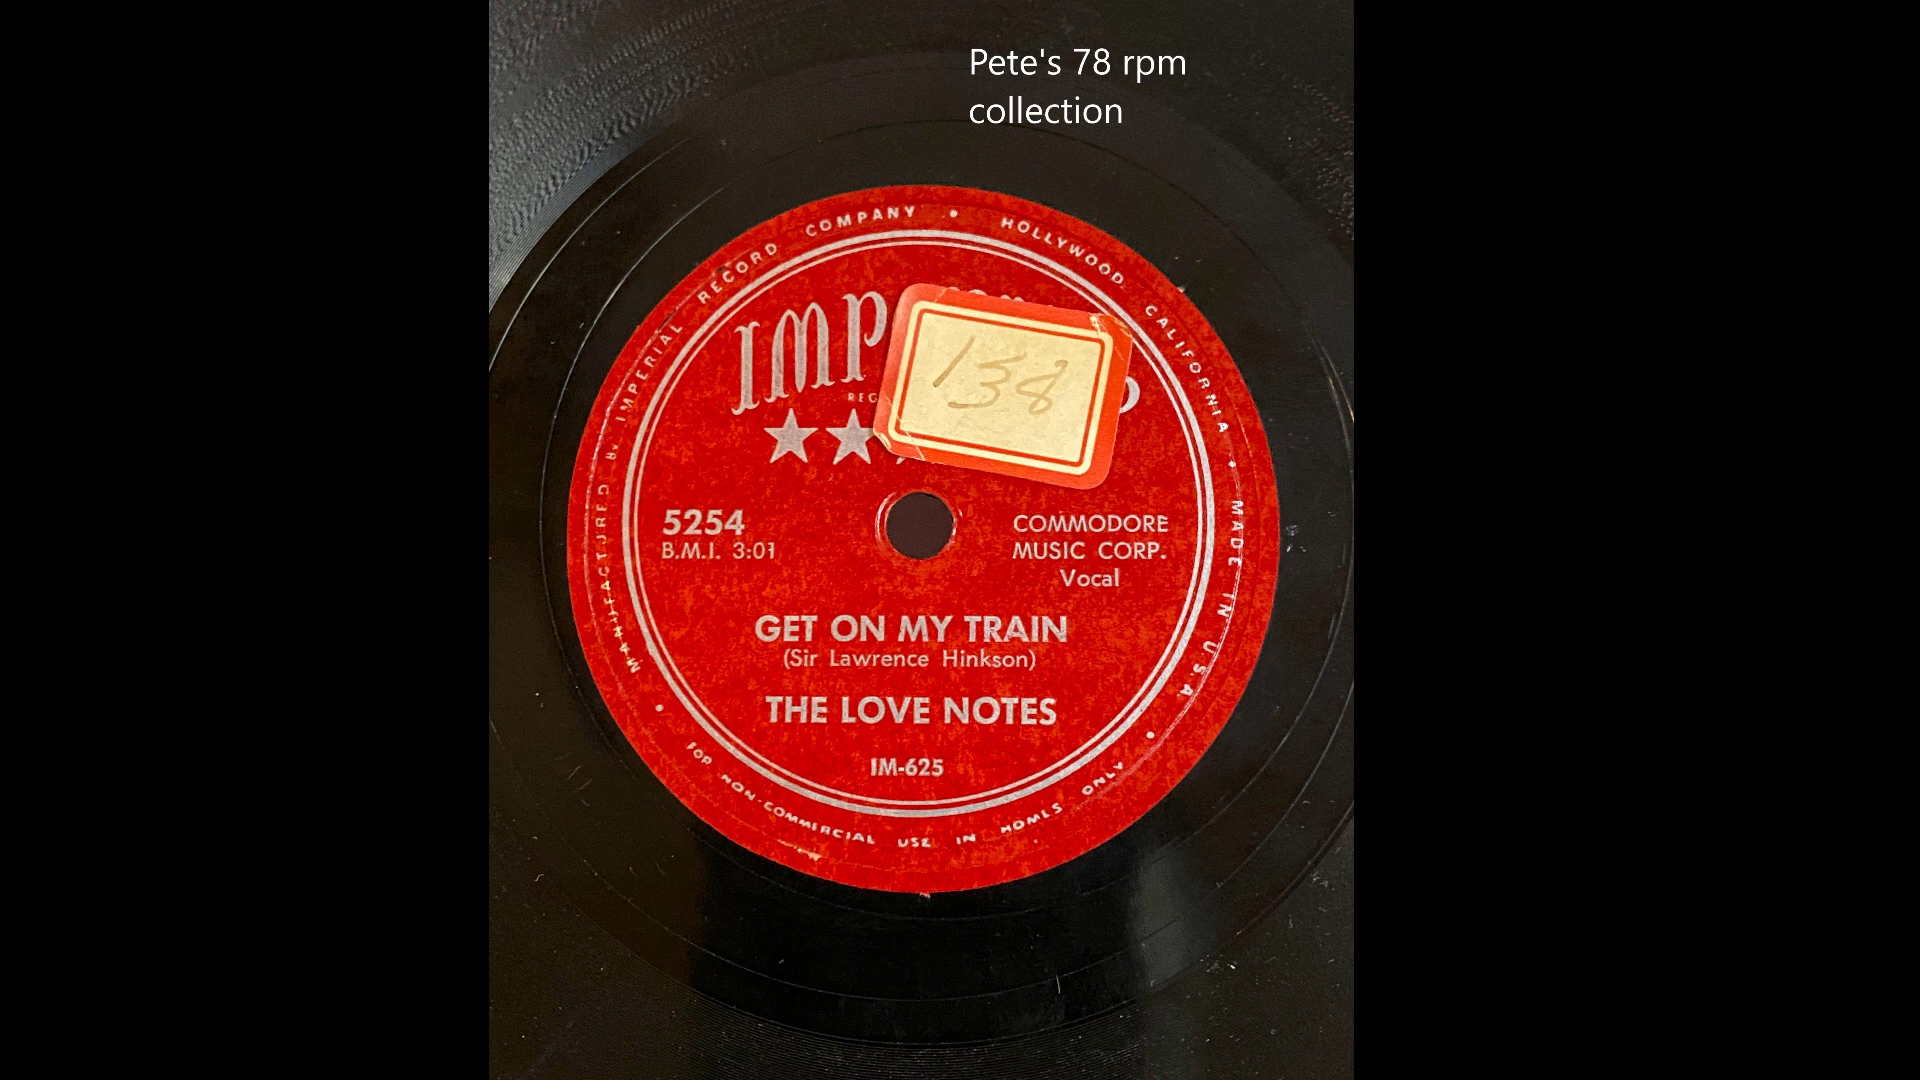 Pete's 78 rpm
collection
MANUFACTURED By IMPERIAL RECORD COMPANY • HOLLYWOOD CALIFORNIA • MADE IN U.S.A. •
138
5254
B.M.I. 3:01
COMMODORE
MUSIC CORP.
Vocal
GET ON MY TRAIN
(Sir Lawrence Hinkson)
THE LOVE NOTES
IM-625
FOR NON-COMMERCIAL USE IN HOMES ONLY